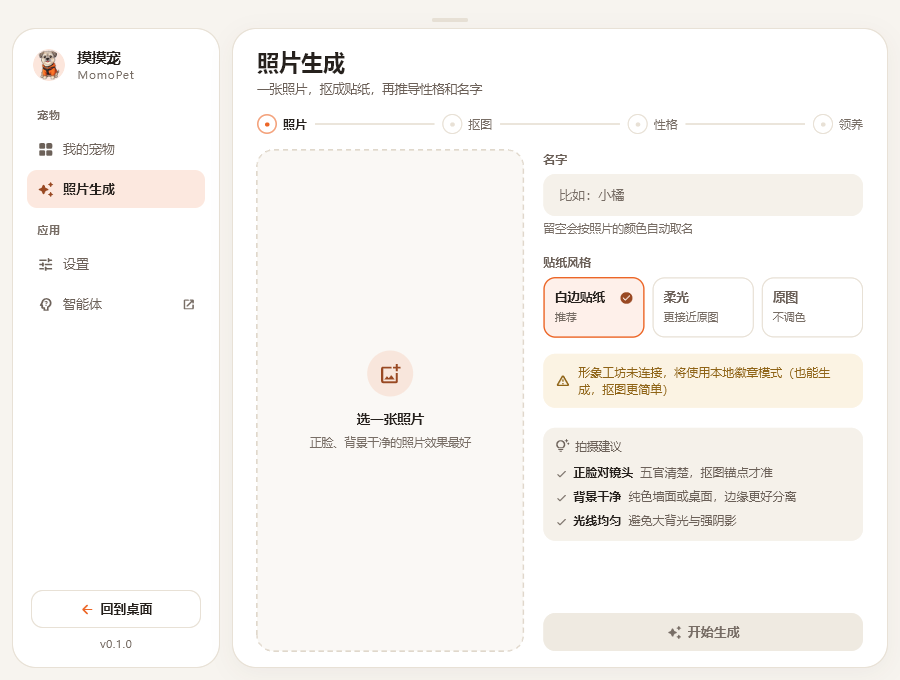 摸摸宠
MomoPet
宠物
我的宠物
照片生成
应用
设置
智能体
回到桌面
v0.1.0
照片生成
一张照片，抠成贴纸，再推导性格和名字
照片
抠图
性格
领养
选一张照片
正脸、背景干净的照片效果最好
名字
比如：小橘
留空会按照片的颜色自动取名
贴纸风格
白边贴纸
推荐
柔光
更接近原图
原图
不调色
形象工坊未连接，将使用本地徽章模式（也能生
成，抠图更简单）
拍摄建议
正脸对镜头 五官清楚，抠图锚点才准
背景干净 纯色墙面或桌面，边缘更好分离
光线均匀 避免大背光与强阴影
开始生成